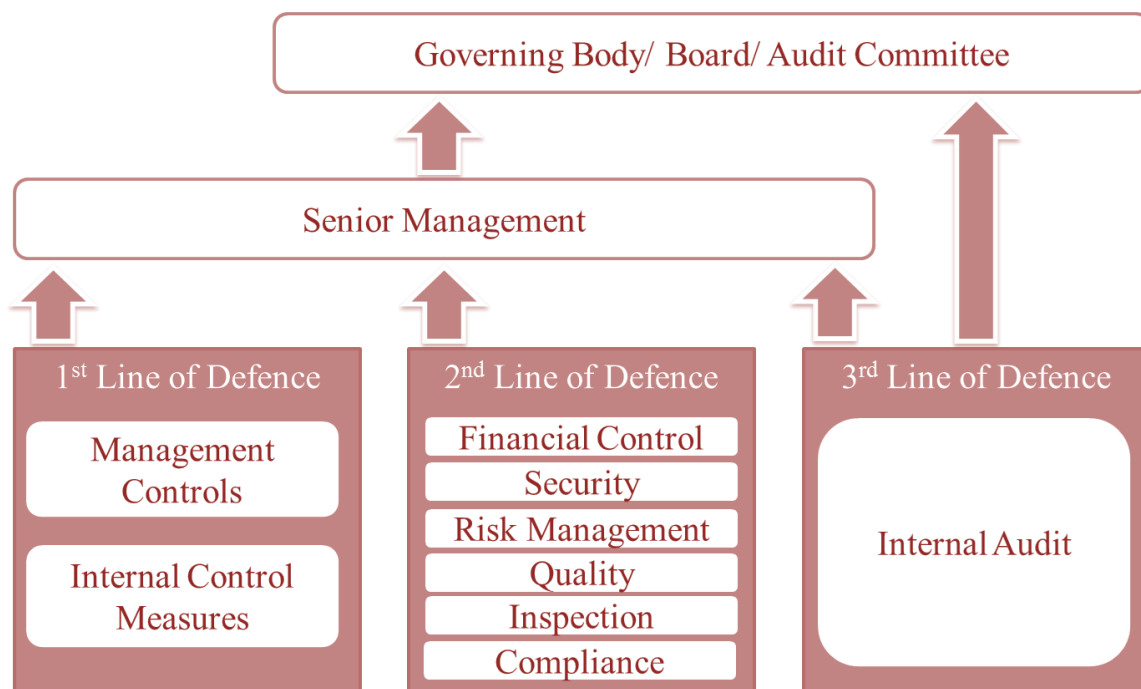 Governing Body/ Board/ Audit Committee
Senior Management
1st Line of Defence
Management
Controls
Internal Control
Measures
2nd Line of Defence
Financial Control
Security
Risk Management
Quality
Inspection
Compliance
3rd Line of Defence
Internal Audit